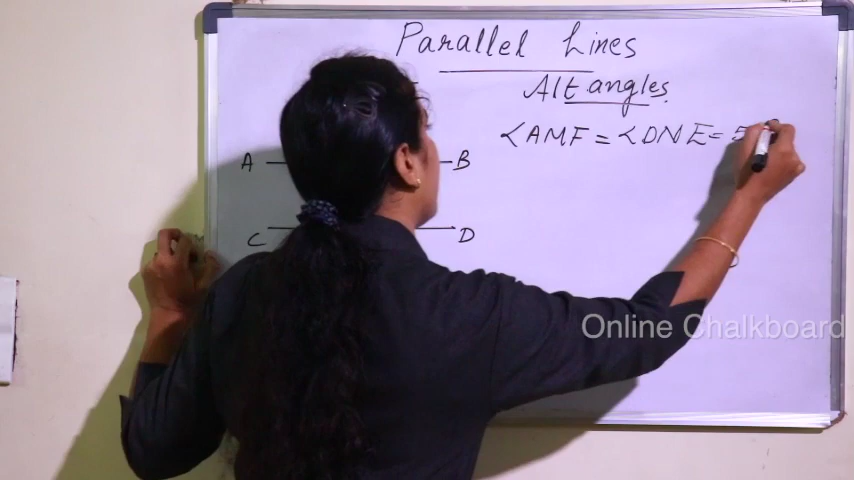 Parallel Lines
Alt angles
<AMF = <DNE = 5
A B
C D
Online Chalkboard